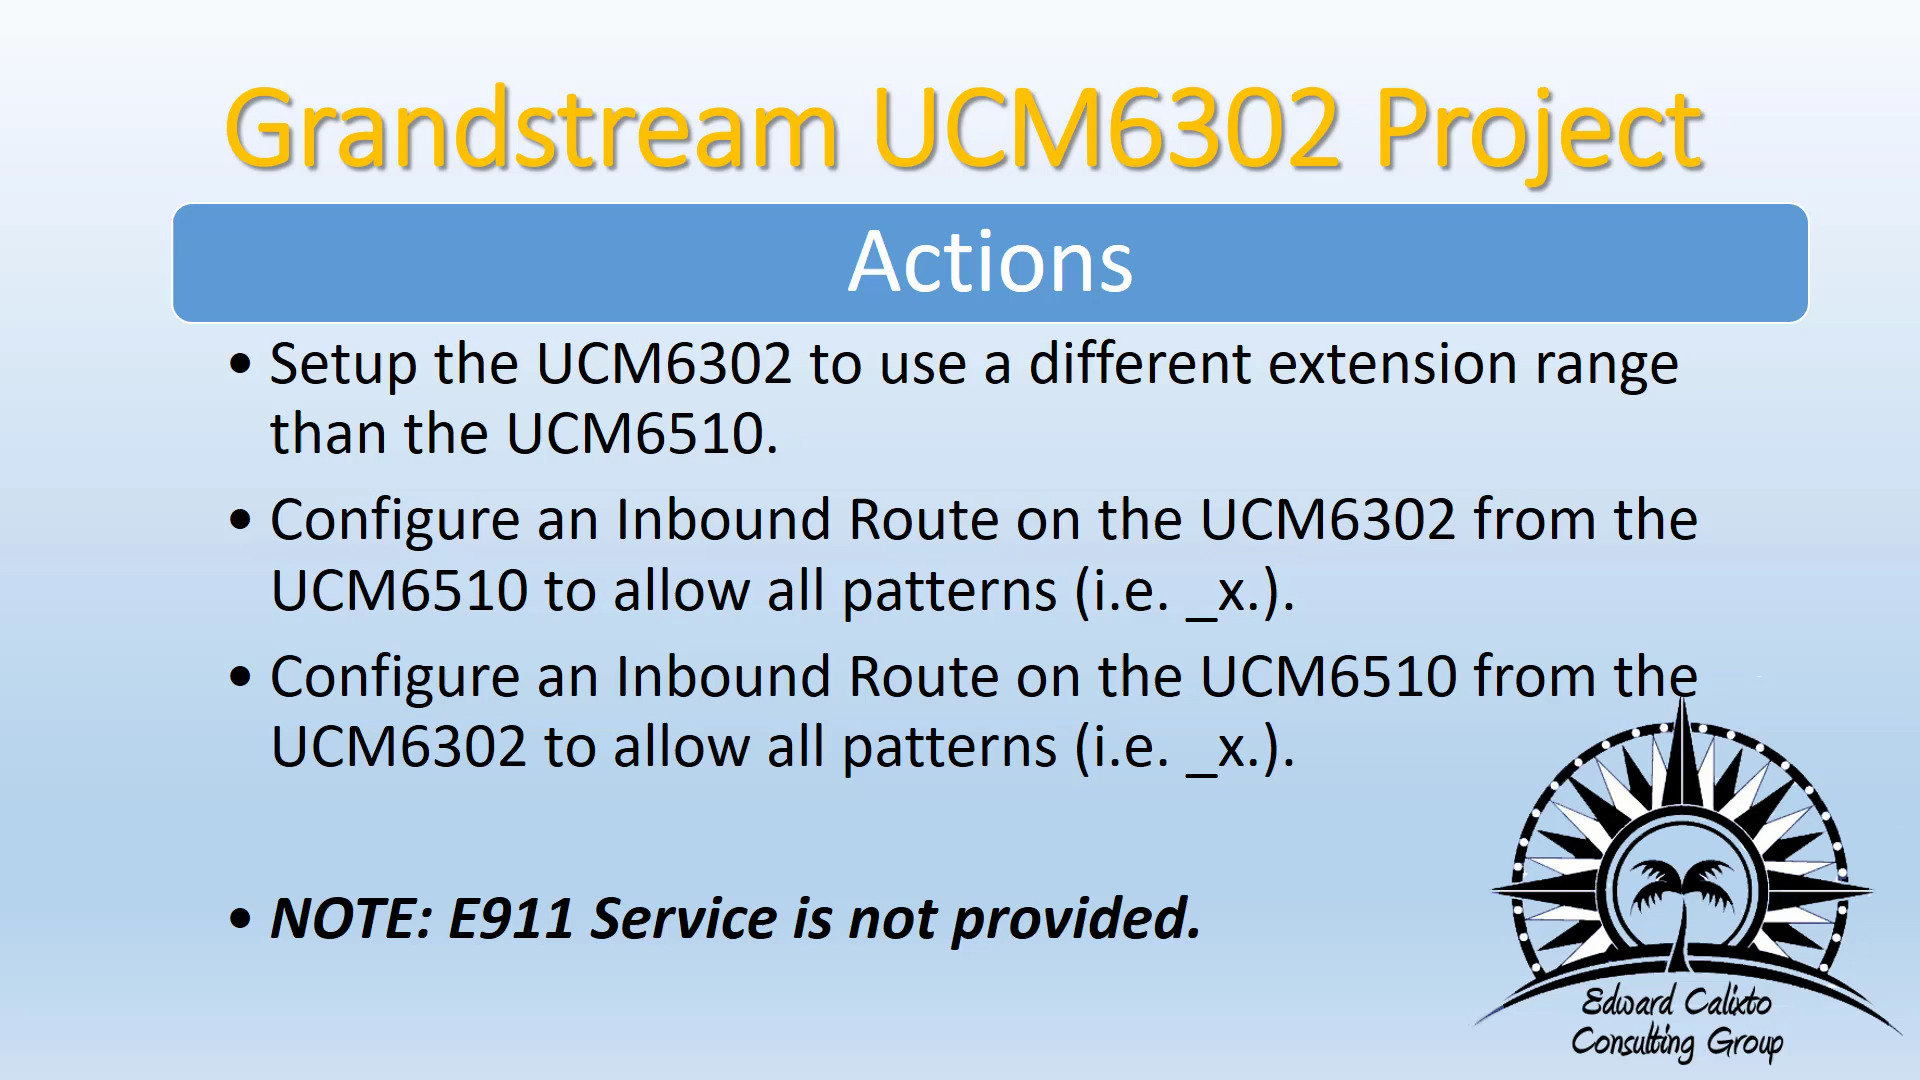 Grandstream UCM6302 Project
Actions
• Setup the UCM6302 to use a different extension range
than the UCM6510.
• Configure an Inbound Route on the UCM6302 from the
UCM6510 to allow all patterns (i.e. _x.).
• Configure an Inbound Route on the UCM6510 from the
UCM6302 to allow all patterns (i.e. _x.).
• NOTE: E911 Service is not provided.
Edward Calixto
Consulting Group